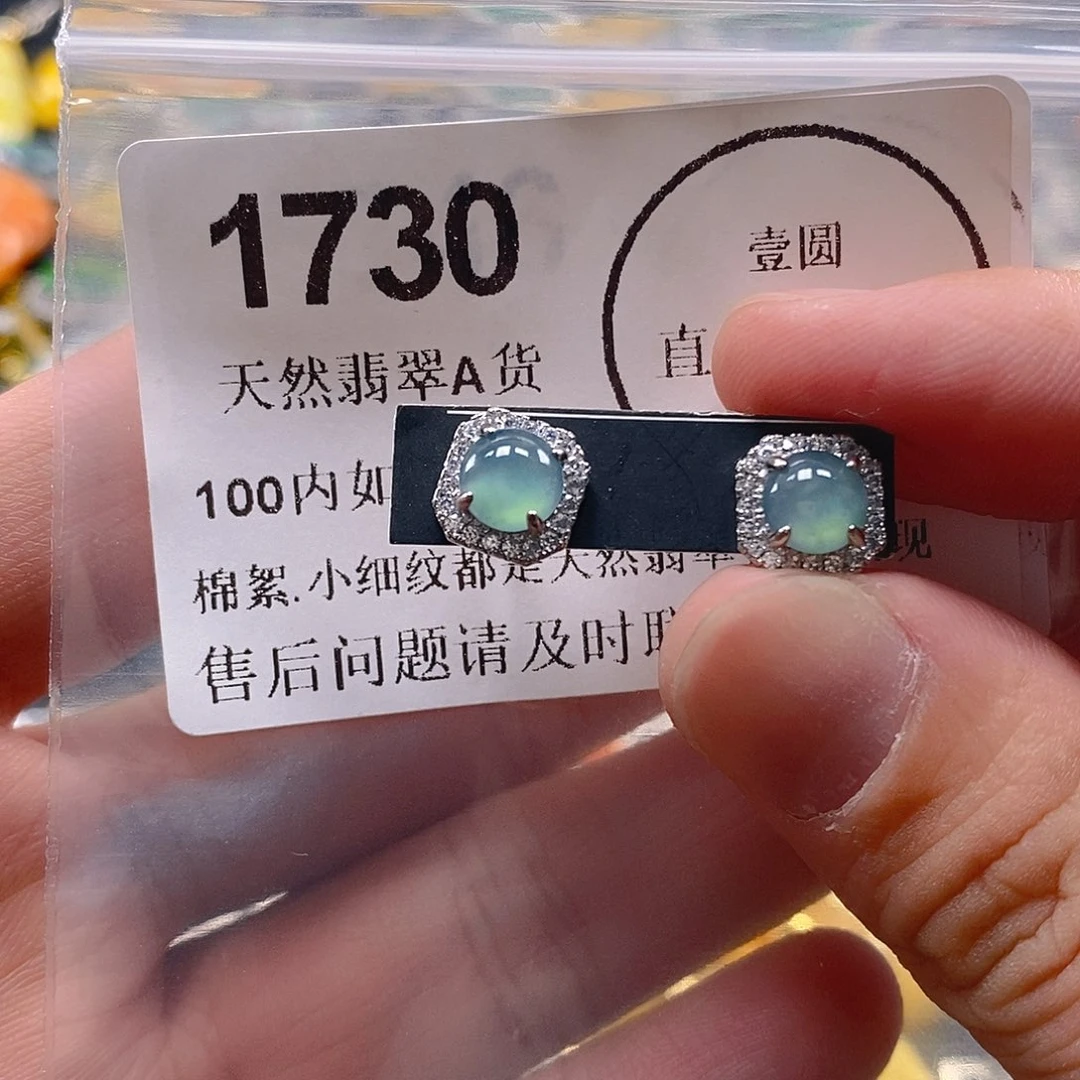 1730
壹圆
天然翡翠A货
直
100内如
现
棉絮.小细纹都是天然翡翠
售后问题请及时